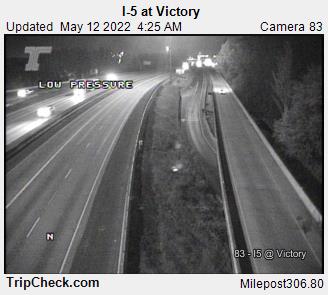 I-5 at Victory
Updated May 12 2022 4:25 AM Camera 83
T
LOW PRESSURE
N
83 - I5 @ Victory
TripCheck.com Milepost306.80